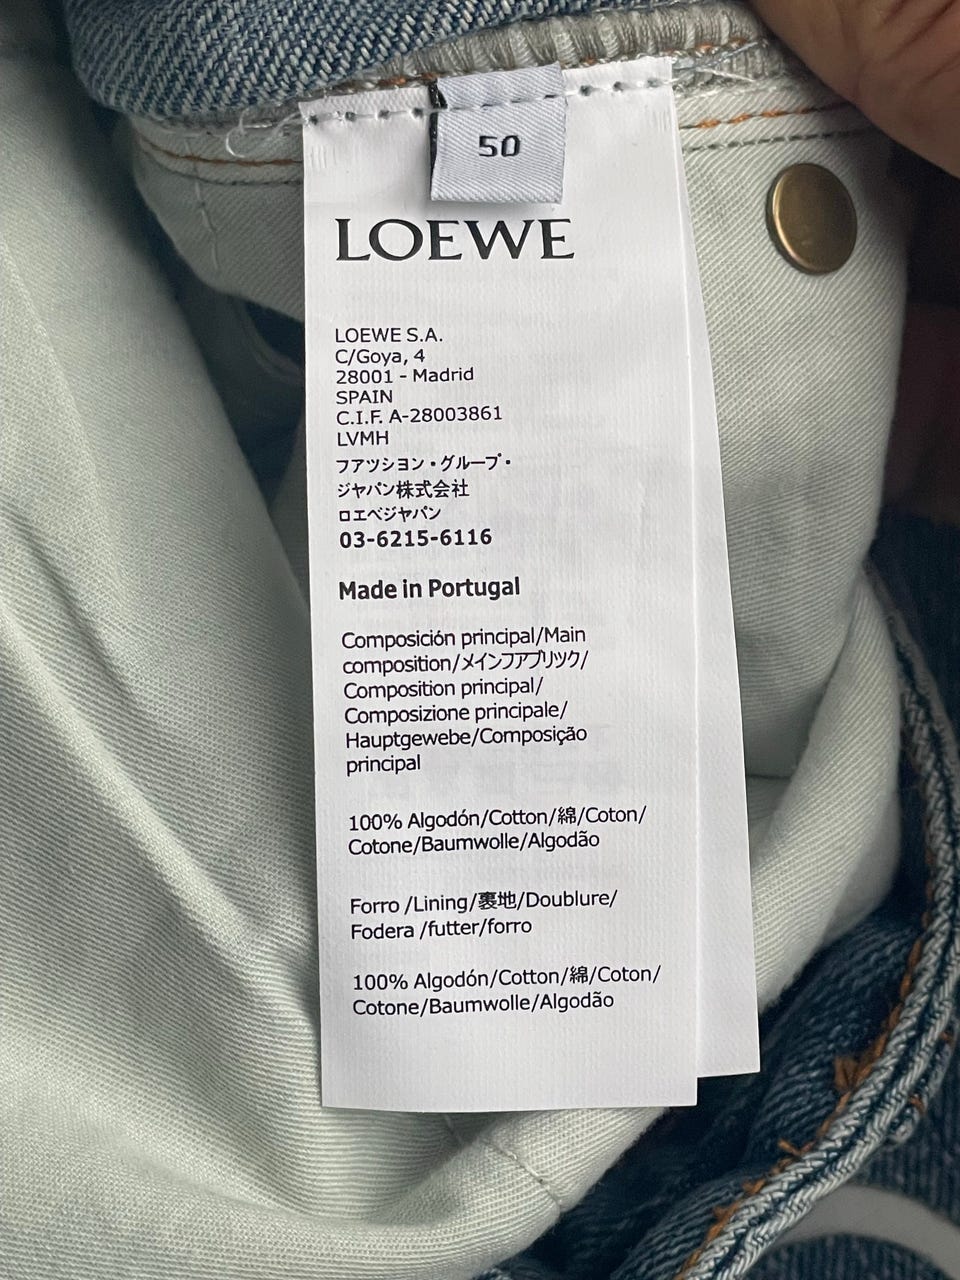 50
LOEWE
LOEWE S.A.
C/Goya, 4
28001 - Madrid
SPAIN
C.I.F. A-28003861
LVMH
フアツシヨン・グループ・
ジヤパン株式会社
ロエベジャパン
03-6215-6116
Made in Portugal
Composición principal/Main
composition/メインファブリック/
Composition principal/
Composizione principale/
Hauptgewebe/Composição
principal
100% Algodón/Cotton/綿/Coton/
Cotone/Baumwolle/Algodão
Forro /Lining/裏地/Doublure/
Fodera /futter/forro
100% Algodón/Cotton/綿/Coton/
Cotone/Baumwolle/Algodão